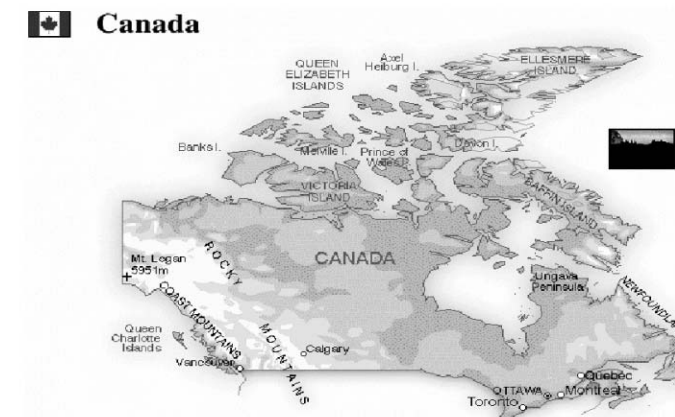 Canada
QUEEN
ELIZABETH
ISLANDS
Axel
Heiburg I.
ELLESMERE
ISLAND
Banks I.
Melville I.
Prince of
Wales I.
Devon I.
VICTORIA
ISLAND
BAFFIN ISLAND
CANADA
Mt. Logan
5951m
ROCKY
MOUNTAINS
COAST MOUNTAINS
Ungava
Peninsula
NEWFOUNDLA
Queen
Charlotte
Islands
Vancouver
Calgary
Quebec
OTTAWA
Montreal
Toronto